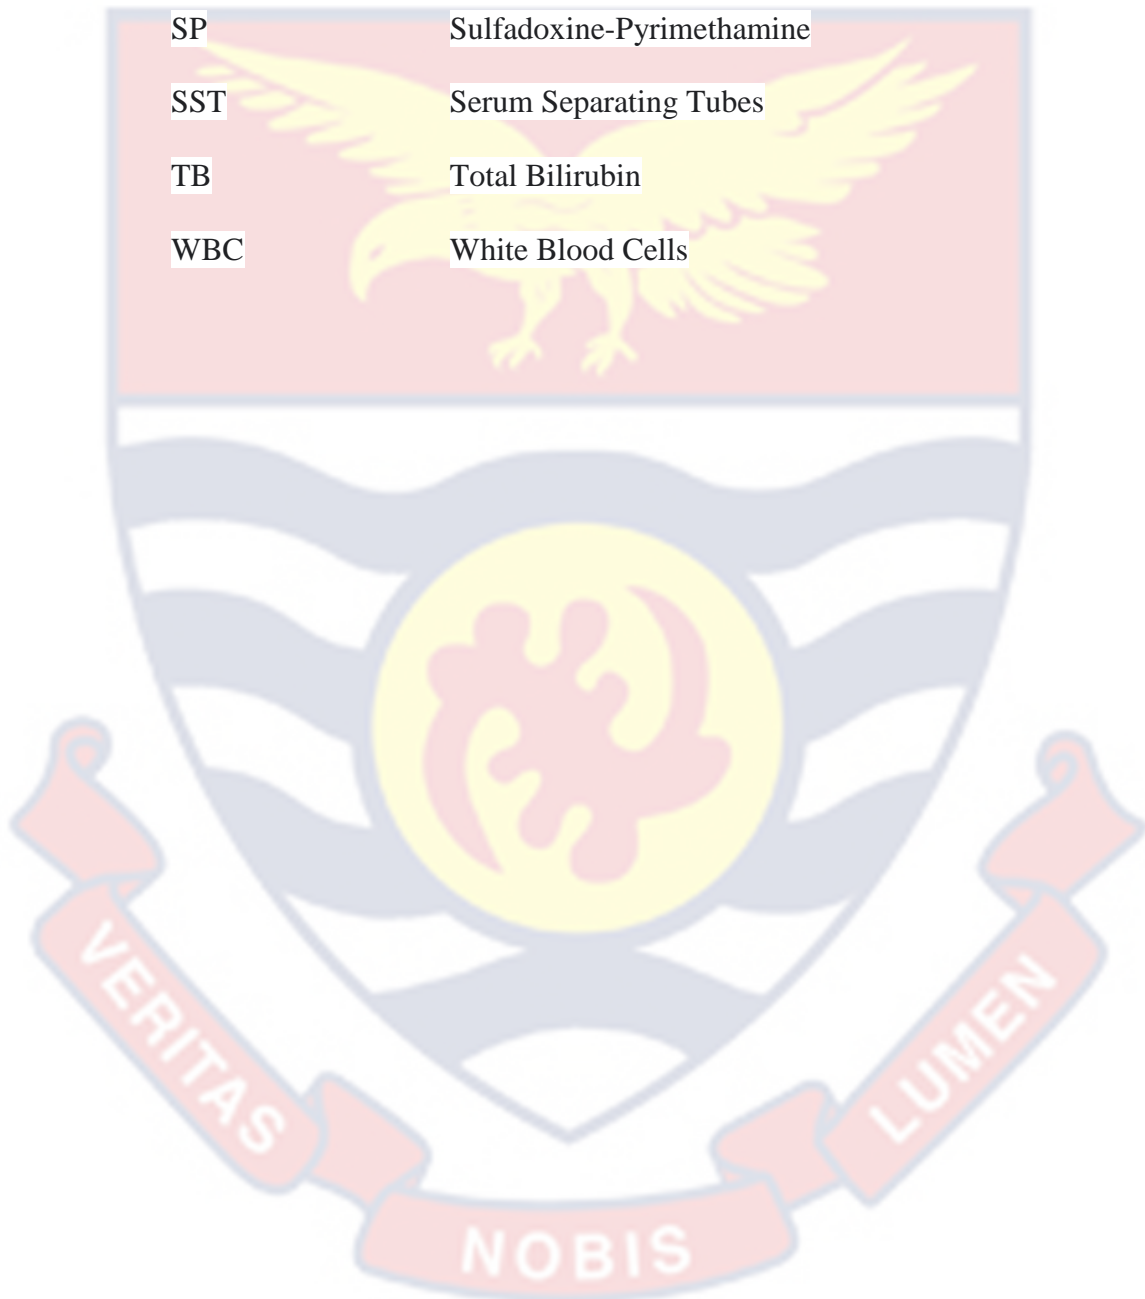 SP Sulfadoxine-Pyrimethamine
SST Serum Separating Tubes
TB Total Bilirubin
WBC White Blood Cells
VERITAS
NOBIS
LUMEN